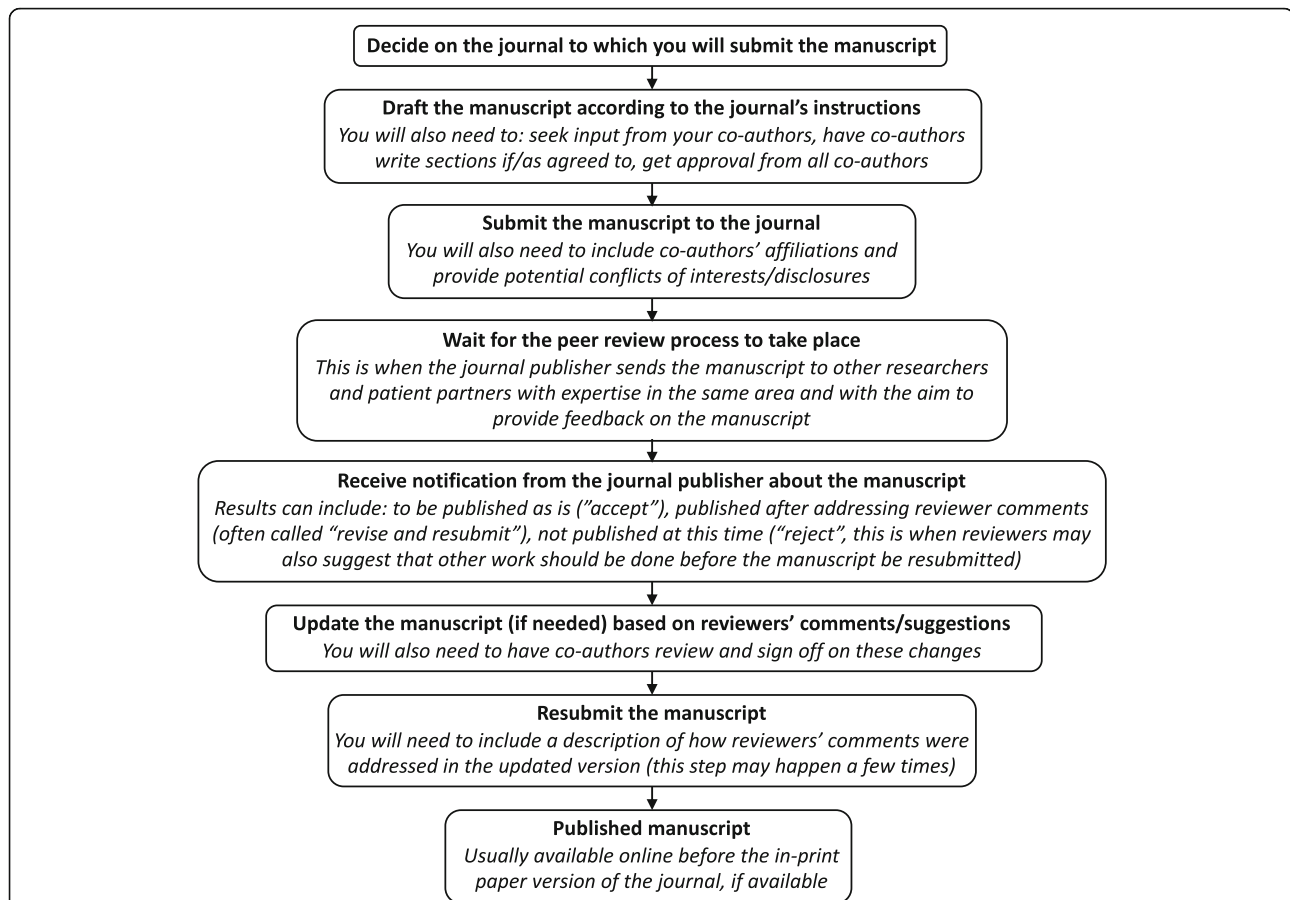 Decide on the journal to which you will submit the manuscript
Draft the manuscript according to the journal’s instructions
You will also need to: seek input from your co-authors, have co-authors
write sections if/as agreed to, get approval from all co-authors
Submit the manuscript to the journal
You will also need to include co-authors’ affiliations and
provide potential conflicts of interests/disclosures
Wait for the peer review process to take place
This is when the journal publisher sends the manuscript to other researchers
and patient partners with expertise in the same area and with the aim to
provide feedback on the manuscript
Receive notification from the journal publisher about the manuscript
Results can include: to be published as is (”accept”), published after addressing reviewer comments
(often called “revise and resubmit”), not published at this time (“reject”, this is when reviewers may
also suggest that other work should be done before the manuscript be resubmitted)
Update the manuscript (if needed) based on reviewers’ comments/suggestions
You will also need to have co-authors review and sign off on these changes
Resubmit the manuscript
You will need to include a description of how reviewers’ comments were
addressed in the updated version (this step may happen a few times)
Published manuscript
Usually available online before the in-print
paper version of the journal, if available